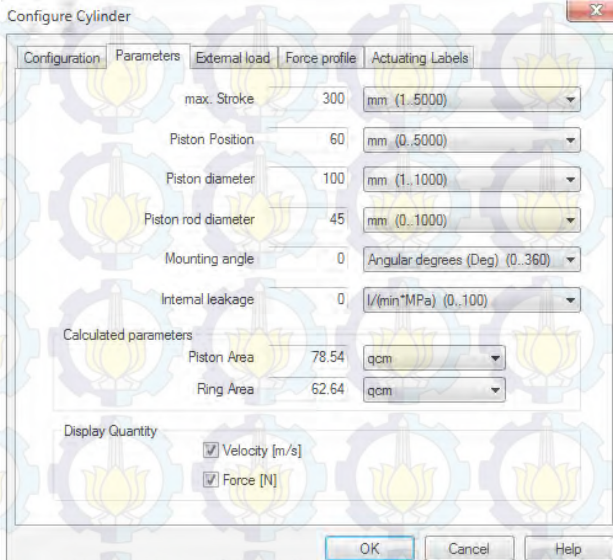 Configure Cylinder
Configuration Parameters External load Force profile Actuating Labels
max. Stroke 300 mm (1..5000)
Piston Position 60 mm (0..5000)
Piston diameter 100 mm (1..1000)
Piston rod diameter 45 mm (0..1000)
Mounting angle 0 Angular degrees (Deg) (0..360)
Internal leakage 0 l/(min*MPa) (0..100)
Calculated parameters
Piston Area 78.54 qcm
Ring Area 62.64 qcm
Display Quantity
Velocity [m/s]
Force [N]
OK Cancel Help